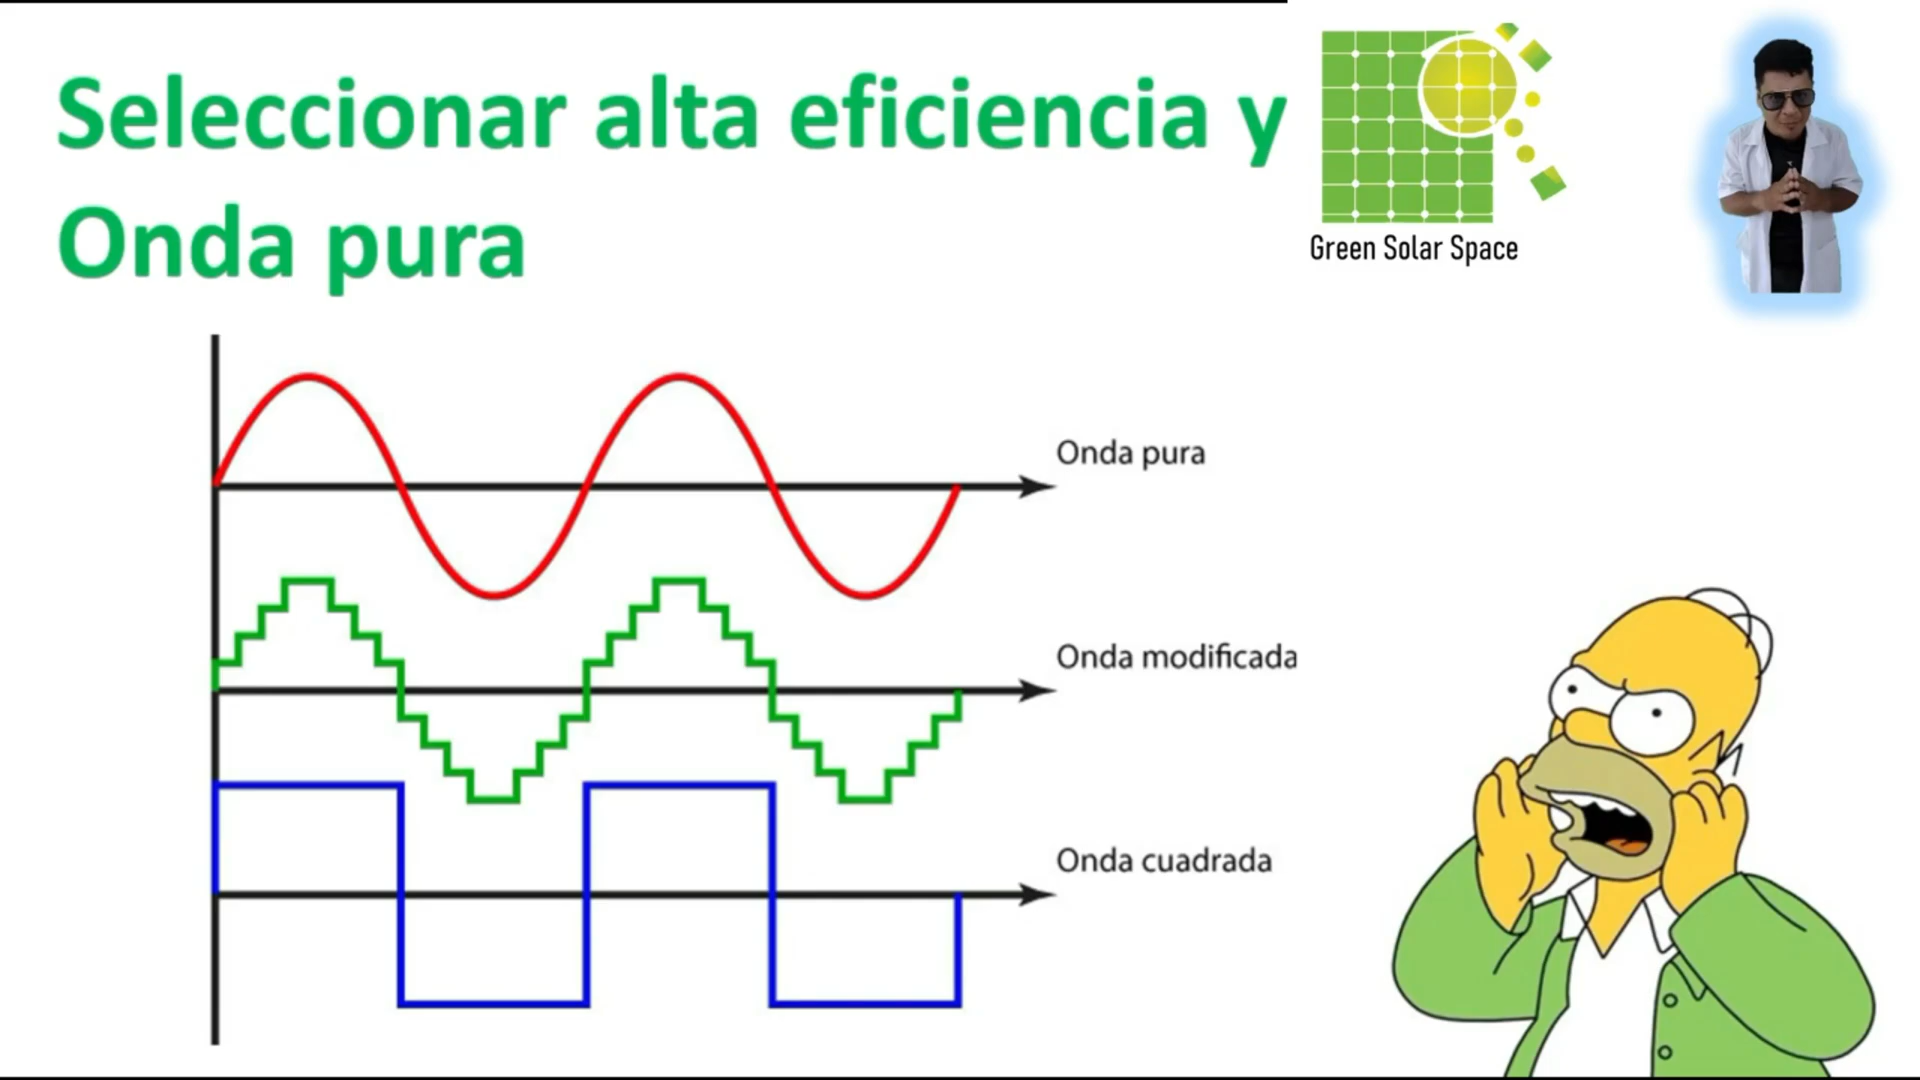 Seleccionar alta eficiencia y
Onda pura
Green Solar Space
Onda pura
Onda modificada
Onda cuadrada